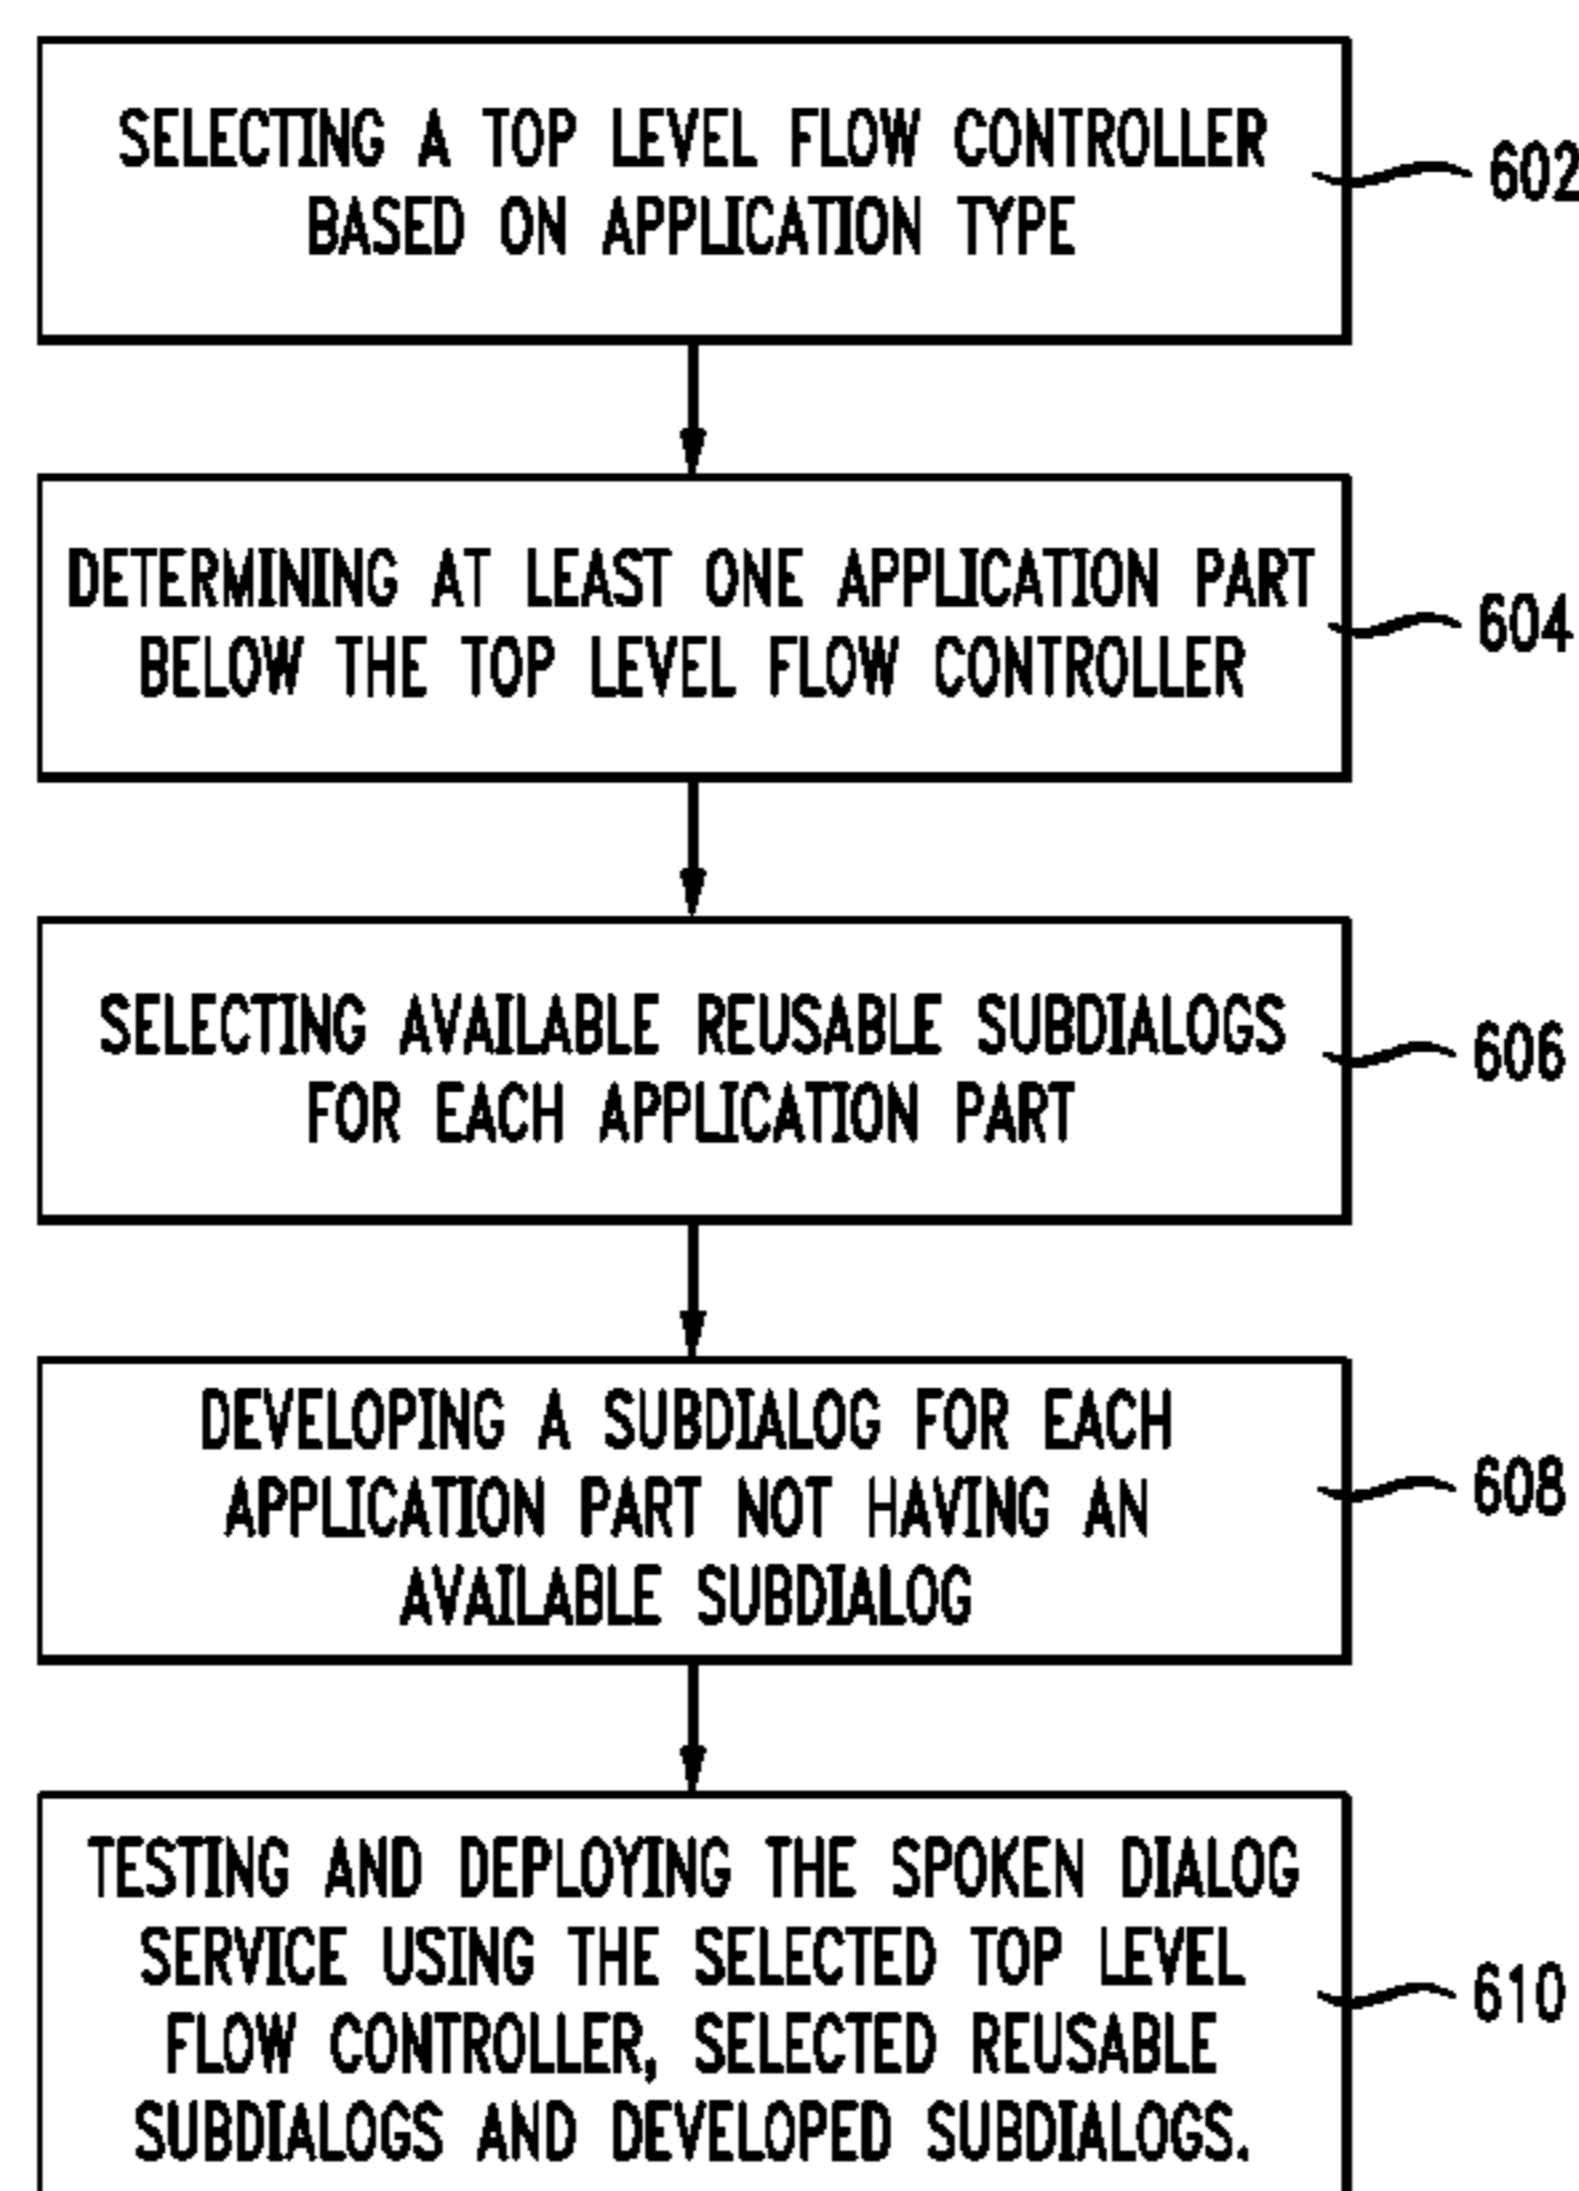 SELECTING A TOP LEVEL FLOW CONTROLLER
BASED ON APPLICATION TYPE
602
DETERMINING AT LEAST ONE APPLICATION PART
BELOW THE TOP LEVEL FLOW CONTROLLER
604
SELECTING AVAILABLE REUSABLE SUBDIALOGS
FOR EACH APPLICATION PART
606
DEVELOPING A SUBDIALOG FOR EACH
APPLICATION PART NOT HAVING AN
AVAILABLE SUBDIALOG
608
TESTING AND DEPLOYING THE SPOKEN DIALOG
SERVICE USING THE SELECTED TOP LEVEL
FLOW CONTROLLER, SELECTED REUSABLE
SUBDIALOGS AND DEVELOPED SUBDIALOGS.
610